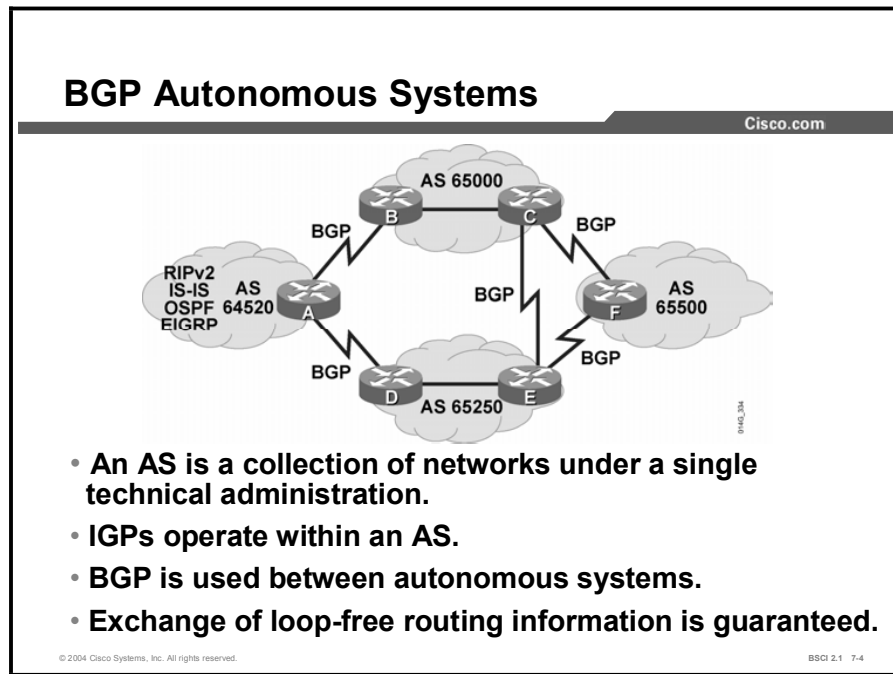 BGP Autonomous Systems
Cisco.com
AS 65000
B
C
BGP
BGP
RIPv2
IS-IS
OSPF
EIGRP
AS
64520
A
BGP
F
AS
65500
BGP
BGP
D
E
AS 65250
014G_334
• An AS is a collection of networks under a single
technical administration.
• IGPs operate within an AS.
• BGP is used between autonomous systems.
• Exchange of loop-free routing information is guaranteed.
© 2004 Cisco Systems, Inc. All rights reserved.
BSCI 2.1 7-4